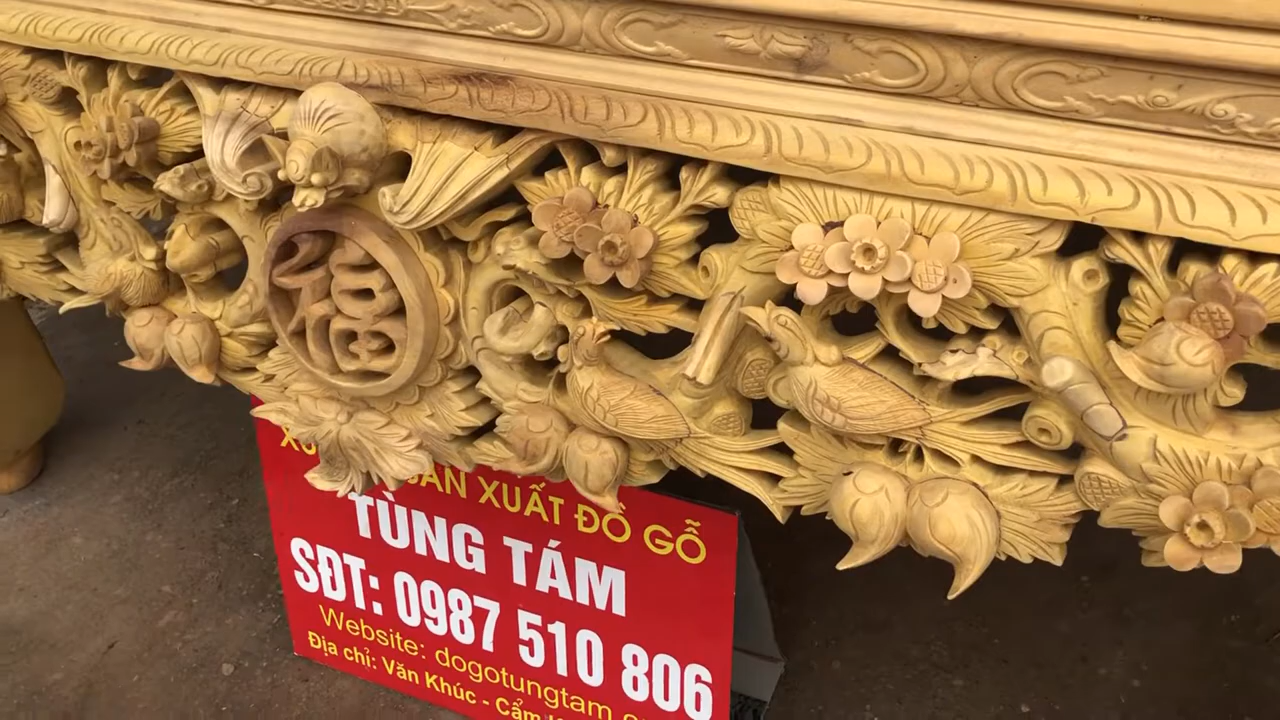 SẢN XUẤT ĐỒ GỖ
TÙNG TÁM
SĐT: 0987 510 806
Website: dogotungtam
Địa chỉ: Văn Khúc -